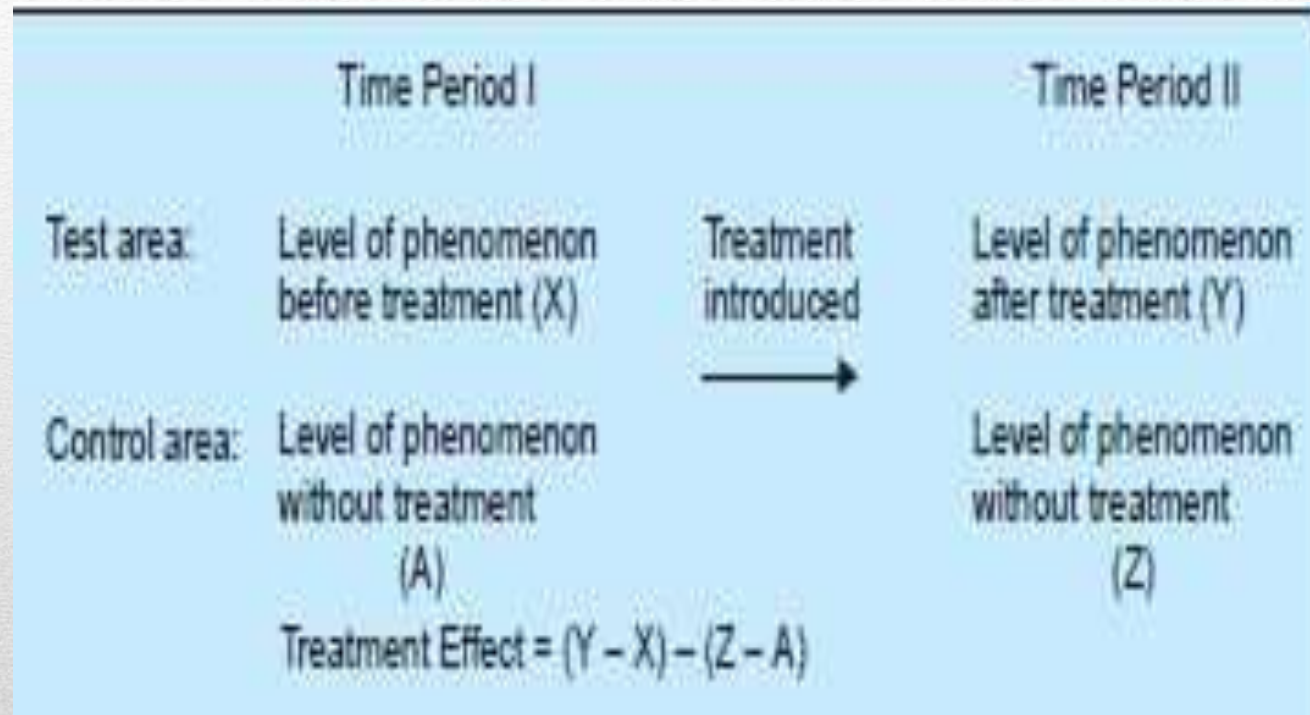 Time Period I Time Period II
Test area: Level of phenomenon Treatment Level of phenomenon
before treatment (X) introduced after treatment (Y)
Control area: Level of phenomenon Level of phenomenon
without treatment without treatment
(A) (Z)
Treatment Effect = (Y – X) – (Z – A)